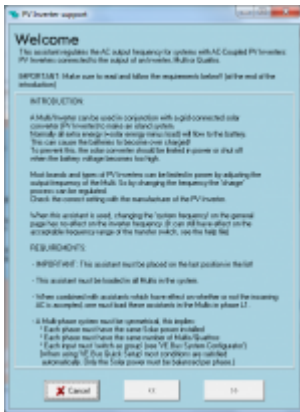 PV Inverter support
Welcome
This assistant regulates the AC output frequency for systems with AC Coupled PV Inverters:
PV Inverters connected to the output of an inverter, Multi or Quattro.
IMPORTANT: Make sure to read and follow the requirements below!! (at the end of the
introduction)
INTRODUCTION:
A Multi/Inverter can be used in conjunction with a grid connected solar
converter (PV Inverter) to make an island system.
Normally all extra energy (=solar energy minus load) will flow to the battery.
This can cause the batteries to become over charged!
To prevent this, the solar converter should be limited in power or shut off
when the battery voltage becomes too high.
Most brands and types of PV Inverters can be limited in power by adjusting the
output frequency of the Multi. So by changing the frequency the 'charge'
process can be regulated.
Check the correct setting with the manufacturer of the PV Inverter.
When this assistant is used, changing the 'system frequency' on the general
page has no effect on the inverter frequency. (It can still have effect on the
acceptable frequency range of the transfer switch, see the help file)
REQUIREMENTS:
- IMPORTANT: This assistant must be placed on the last position in the list!
- This assistant must be loaded in all Multis in the system.
- When combined with assistants which have effect on whether or not the incoming
AC is accepted, one must load these assistants in the Multis in phase L1.
- A Multi-phase system must be symmetrical, this implies:
* Each phase must have the same Solar power installed
* Each phase must have the same number of Multis/Quattros
* Each input must 'switch as group' (see VE Bus System Configurator)
(When using VE Bus Quick Setup most conditions are satisfied
automatically. Only the Solar power must be balanced per phase.)
Cancel
<<
>>